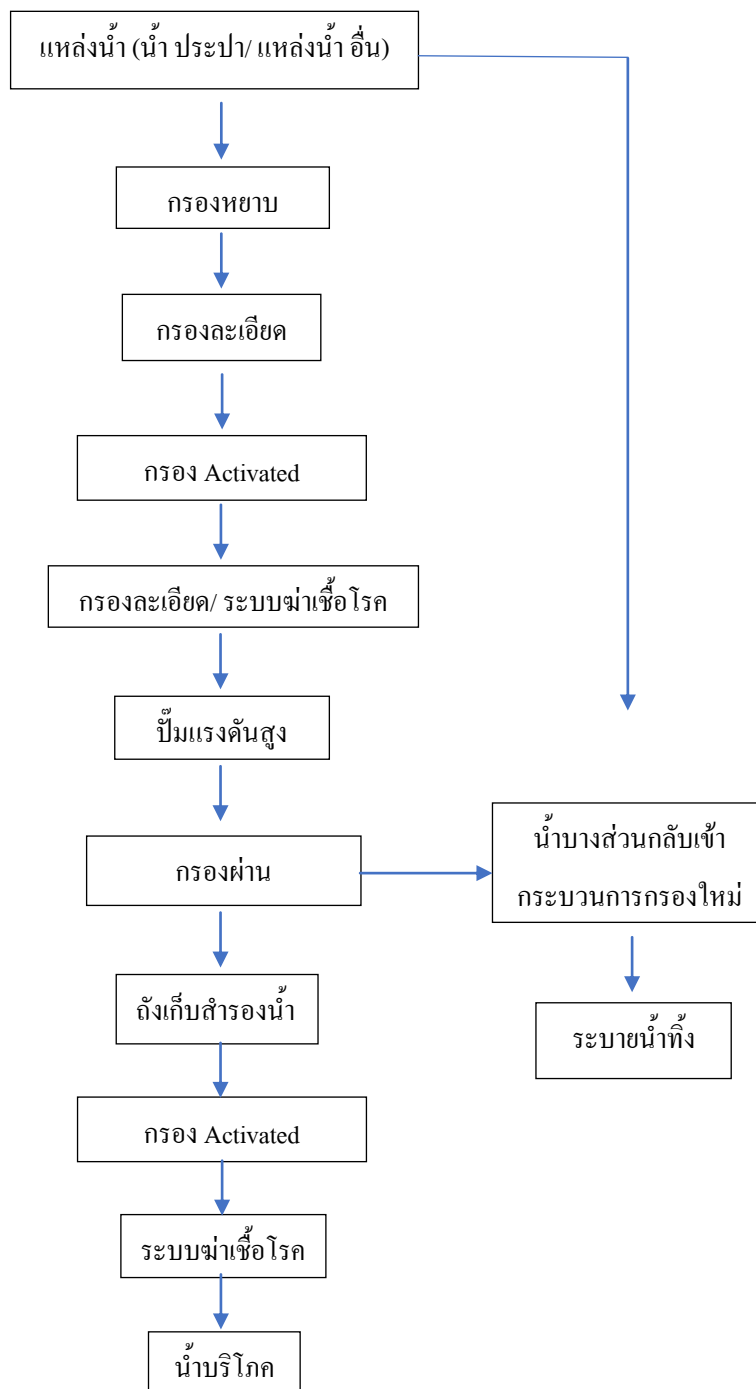 แหล่งน้ำ (น้ำ ประปา/ แหล่งน้ำ อื่น)
กรองหยาบ
กรองละเอียด
กรอง Activated
กรองละเอียด/ ระบบฆ่าเชื้อโรค
ปั๊มแรงดันสูง
กรองผ่าน
น้ำบางส่วนกลับเข้า
กระบวนการกรองใหม่
ถังเก็บสำรองน้ำ
ระบายน้ำทิ้ง
กรอง Activated
ระบบฆ่าเชื้อโรค
น้ำบริโภค